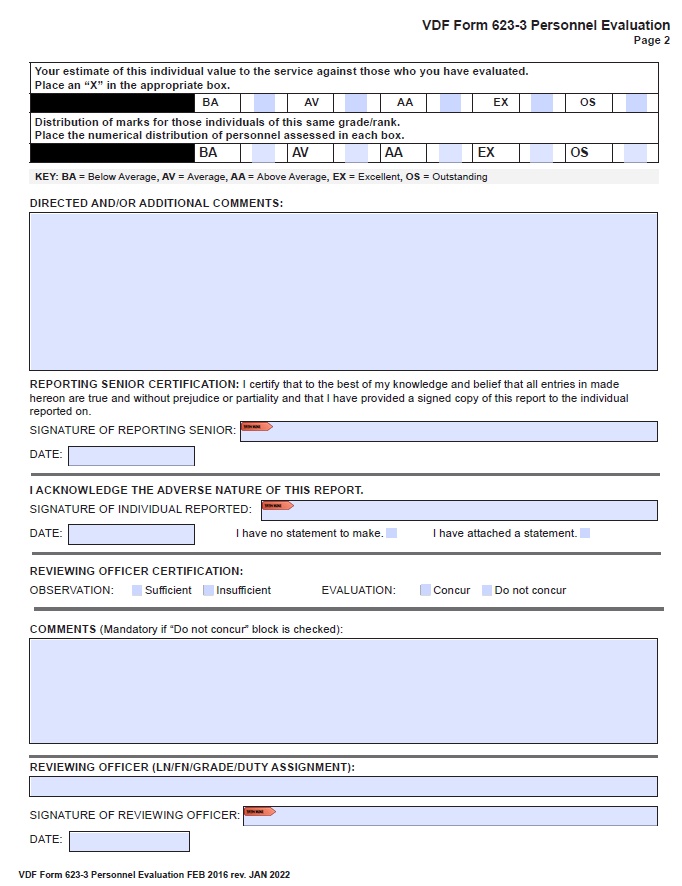 VDF Form 623-3 Personnel Evaluation
Page 2
Your estimate of this individual value to the service against those who you have evaluated.
Place an “X” in the appropriate box.
BA AV AA EX OS
Distribution of marks for those individuals of this same grade/rank.
Place the numerical distribution of personnel assessed in each box.
BA AV AA EX OS
KEY: BA = Below Average, AV = Average, AA = Above Average, EX = Excellent, OS = Outstanding
DIRECTED AND/OR ADDITIONAL COMMENTS:
REPORTING SENIOR CERTIFICATION: I certify that to the best of my knowledge and belief that all entries in made
hereon are true and without prejudice or partiality and that I have provided a signed copy of this report to the individual
reported on.
SIGNATURE OF REPORTING SENIOR:
DATE:
I ACKNOWLEDGE THE ADVERSE NATURE OF THIS REPORT.
SIGNATURE OF INDIVIDUAL REPORTED:
DATE: I have no statement to make. I have attached a statement.
REVIEWING OFFICER CERTIFICATION:
OBSERVATION: Sufficient Insufficient EVALUATION: Concur Do not concur
COMMENTS (Mandatory if “Do not concur” block is checked):
REVIEWING OFFICER (LN/FN/GRADE/DUTY ASSIGNMENT):
SIGNATURE OF REVIEWING OFFICER:
DATE:
VDF Form 623-3 Personnel Evaluation FEB 2016 rev. JAN 2022